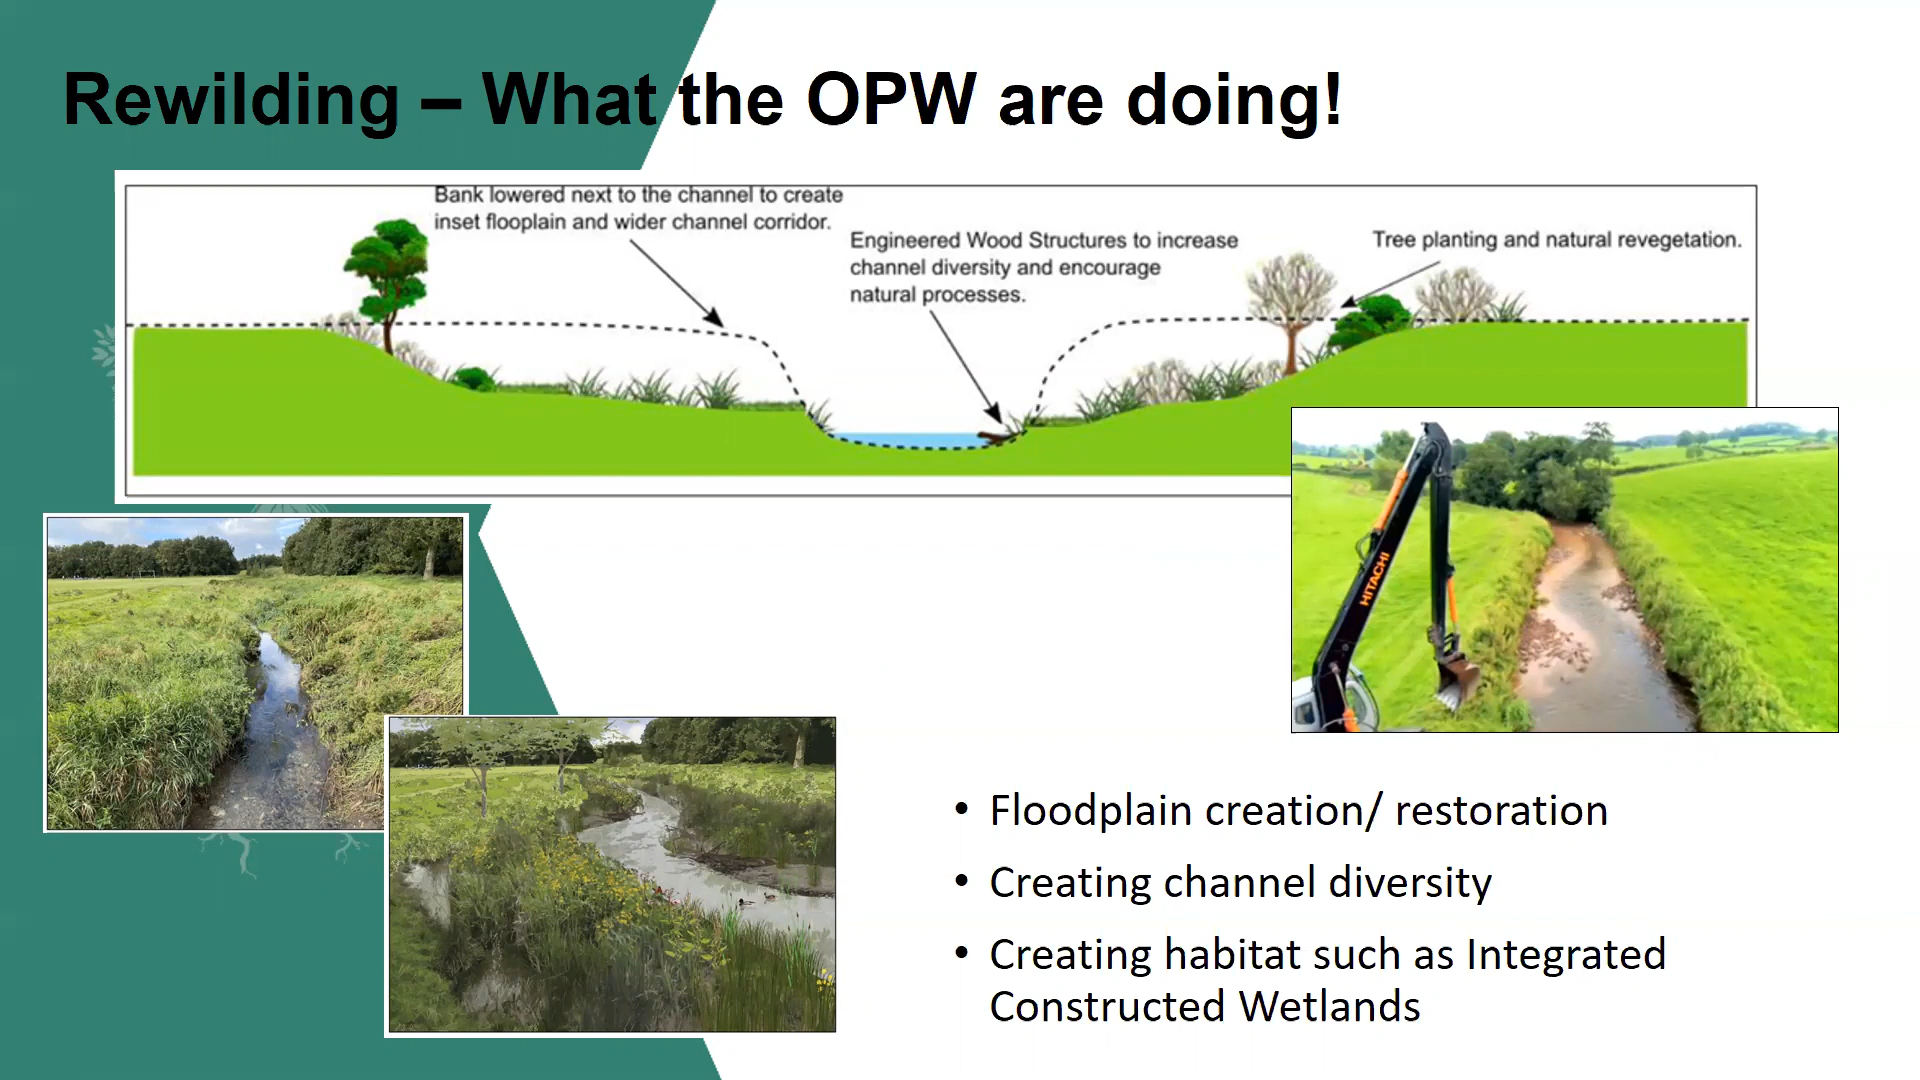 Rewilding – What the OPW are doing!
Bank lowered next to the channel to create
inset flooplain and wider channel corridor.
Engineered Wood Structures to increase
channel diversity and encourage
natural processes.
Tree planting and natural revegetation.
HITACHI
• Floodplain creation/ restoration
• Creating channel diversity
• Creating habitat such as Integrated
Constructed Wetlands